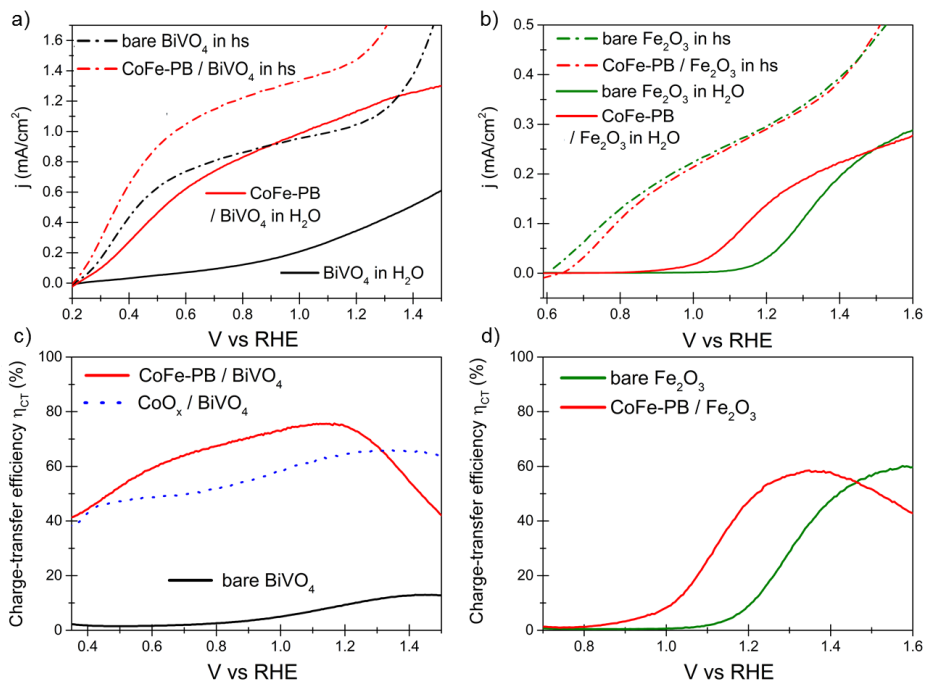 a)
j (mA/cm²)
1.6
1.4
1.2
1.0
0.8
0.6
0.4
0.2
0.0
bare BiVO₄ in hs
CoFe-PB / BiVO₄ in hs
CoFe-PB
/ BiVO₄ in H₂O
BiVO₄ in H₂O
0.2 0.4 0.6 0.8 1.0 1.2 1.4
V vs RHE
b)
j (mA/cm²)
0.5
0.4
0.3
0.2
0.1
0.0
bare Fe₂O₃ in hs
CoFe-PB / Fe₂O₃ in hs
bare Fe₂O₃ in H₂O
CoFe-PB
/ Fe₂O₃ in H₂O
0.6 0.8 1.0 1.2 1.4 1.6
V vs RHE
c)
Charge-transfer efficiency η_CT (%)
100
80
60
40
20
0
CoFe-PB / BiVO₄
CoOₓ / BiVO₄
bare BiVO₄
0.4 0.6 0.8 1.0 1.2 1.4
V vs RHE
d)
Charge-transfer efficiency η_CT (%)
100
80
60
40
20
0
bare Fe₂O₃
CoFe-PB / Fe₂O₃
0.8 1.0 1.2 1.4 1.6
V vs RHE